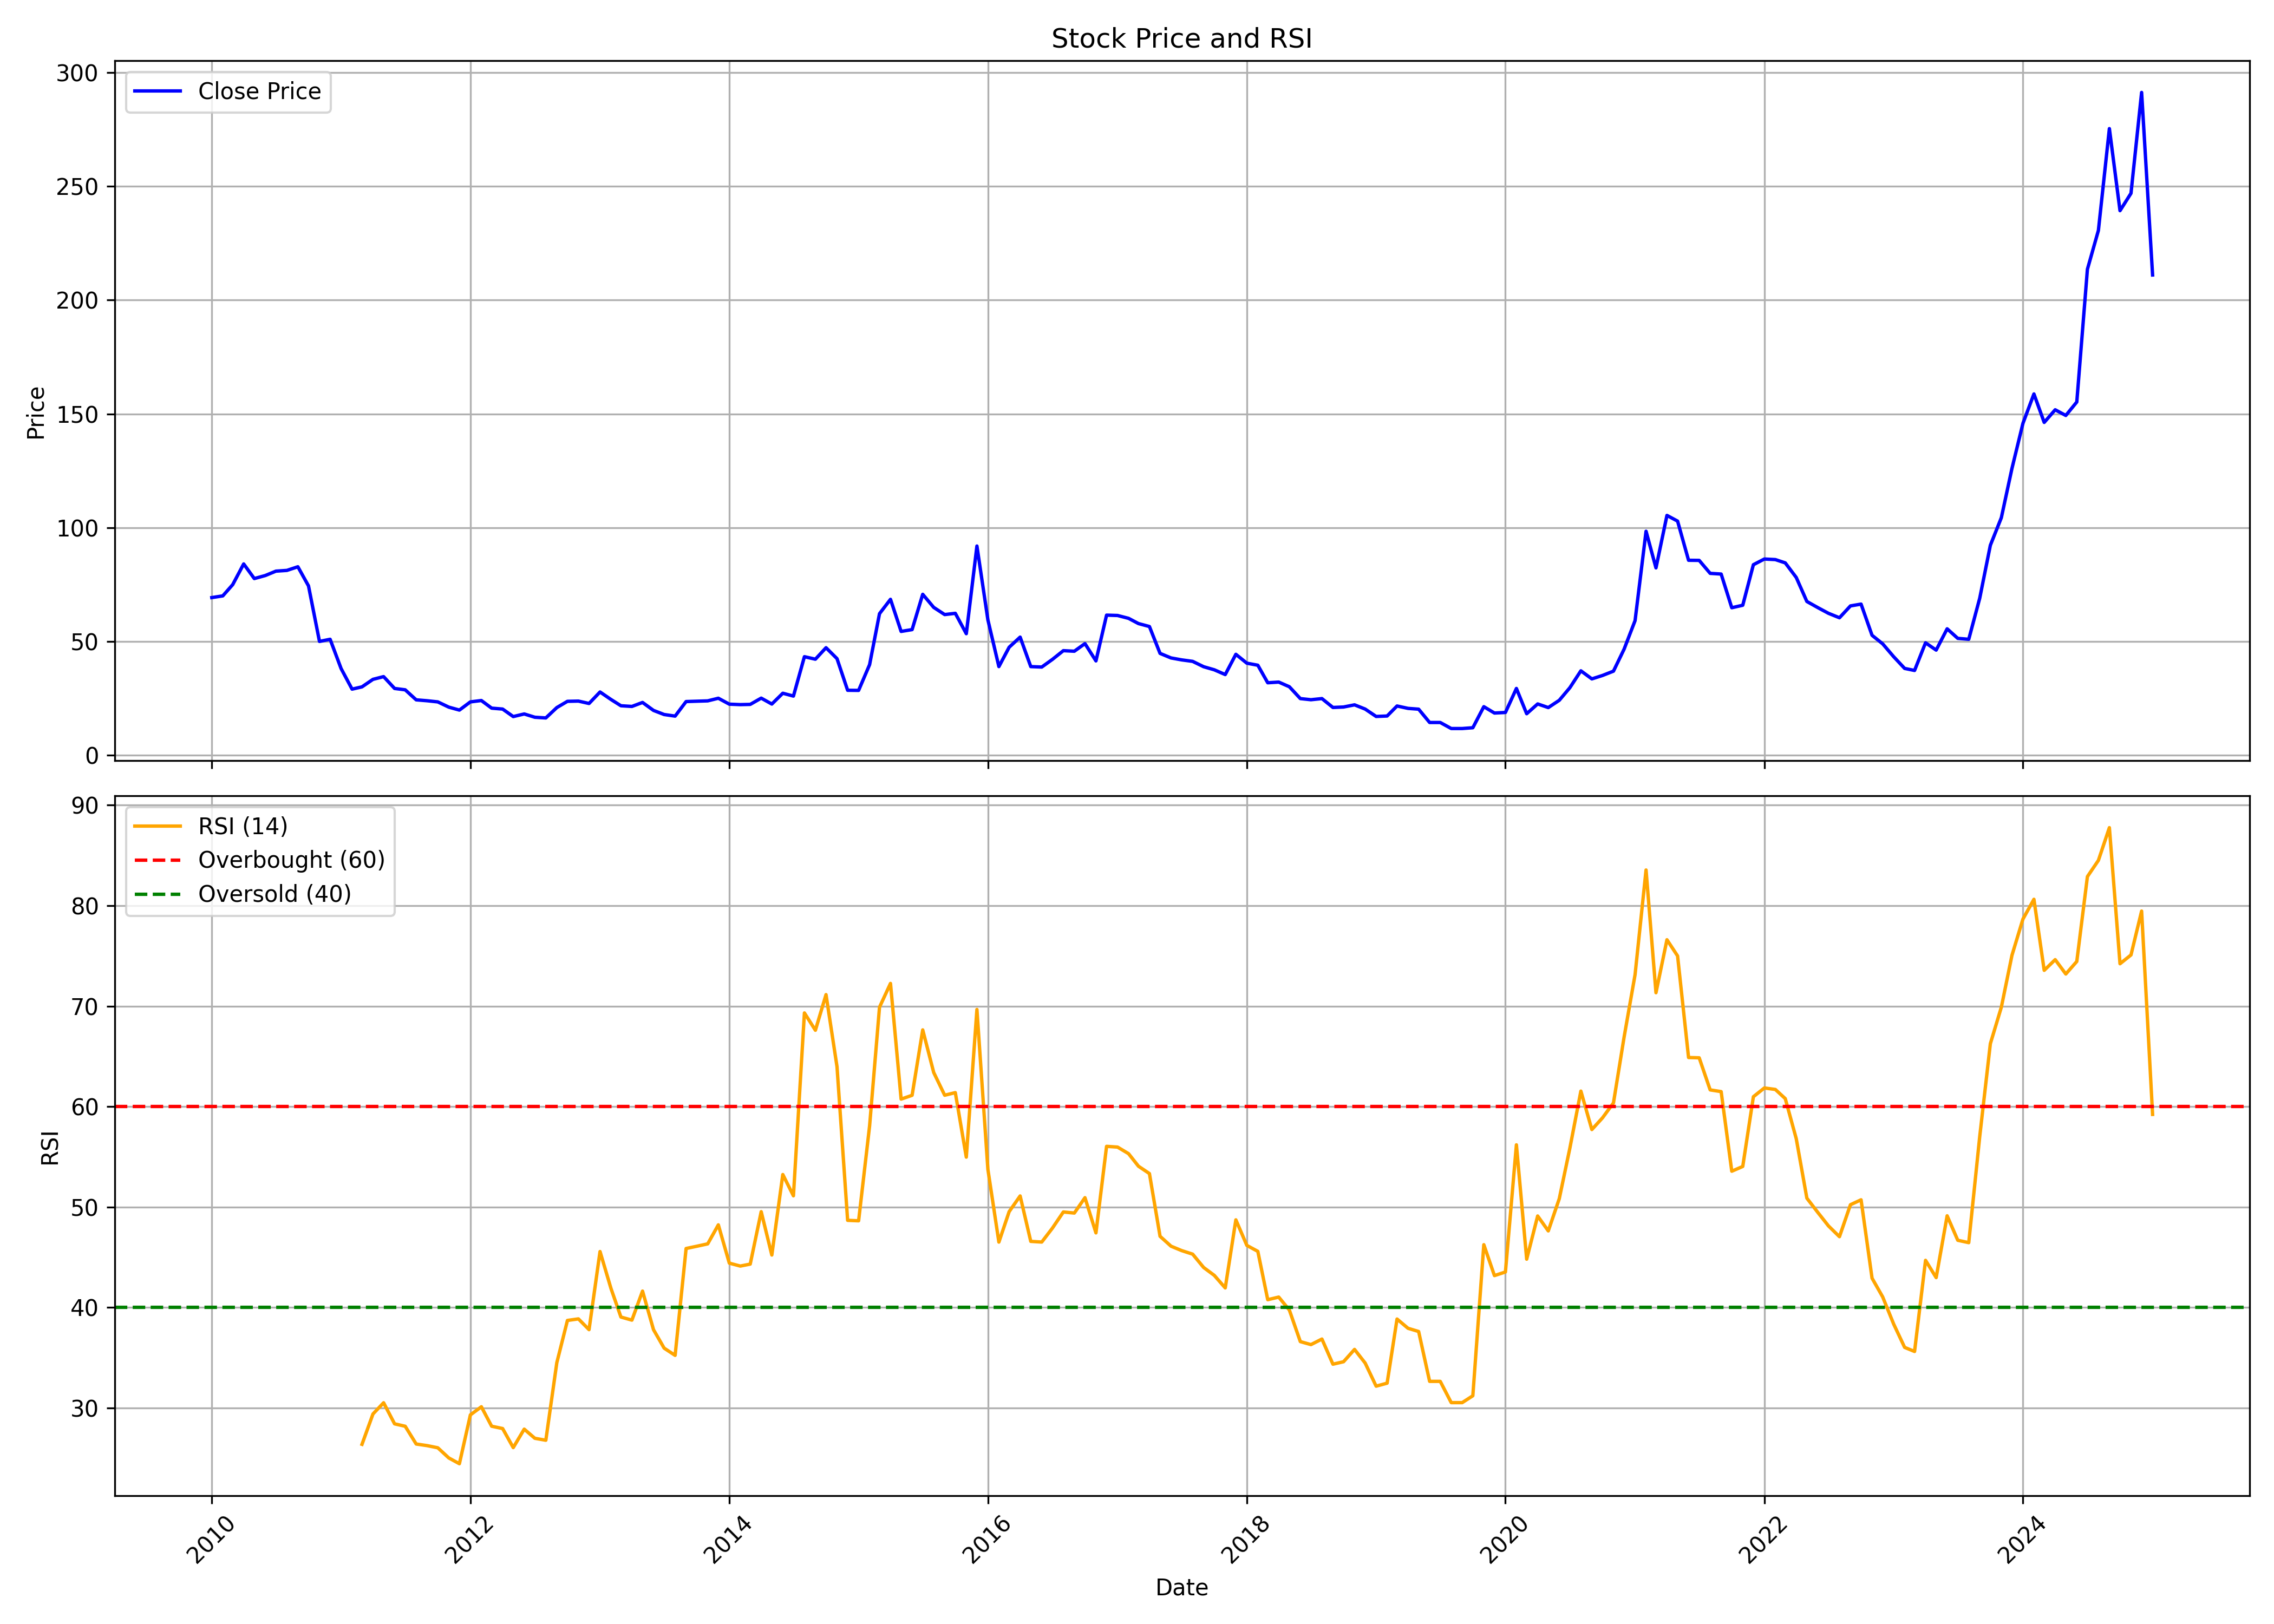 Stock Price and RSI
Close Price
Price
300
250
200
150
100
50
0
RSI (14)
Overbought (60)
Oversold (40)
RSI
90
80
70
60
50
40
30
2010
2012
2014
2016
2018
2020
2022
2024
Date